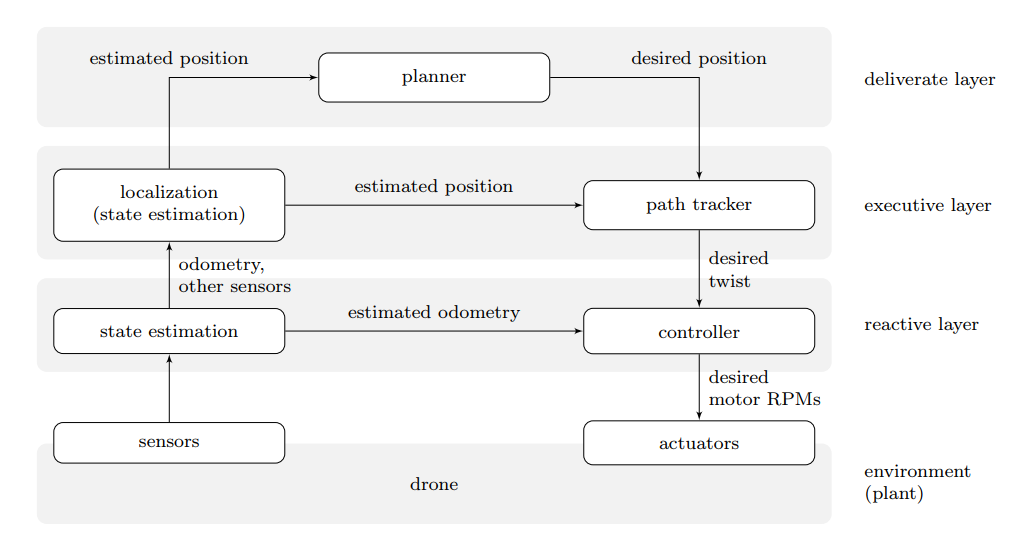 estimated position
planner
desired position
deliverate layer
localization
(state estimation)
estimated position
path tracker
executive layer
odometry,
other sensors
desired
twist
state estimation
estimated odometry
controller
reactive layer
desired
motor RPMs
sensors
actuators
drone
environment
(plant)